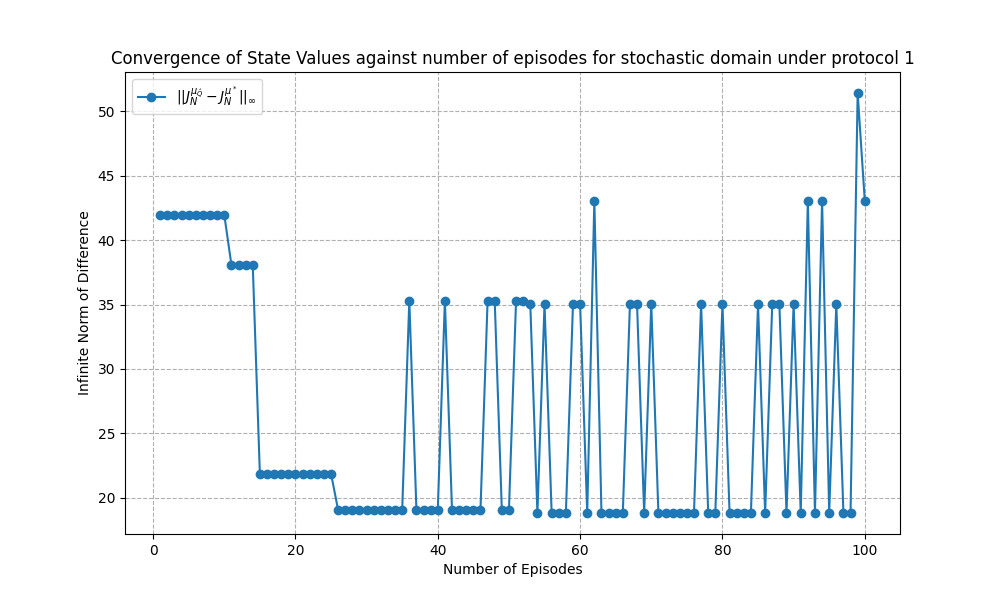 Convergence of State Values against number of episodes for stochastic domain under protocol 1
||J_N^{μ_Q̂} − J_N^{μ*}||_∞
Infinite Norm of Difference
50
45
40
35
30
25
20
0 20 40 60 80 100
Number of Episodes